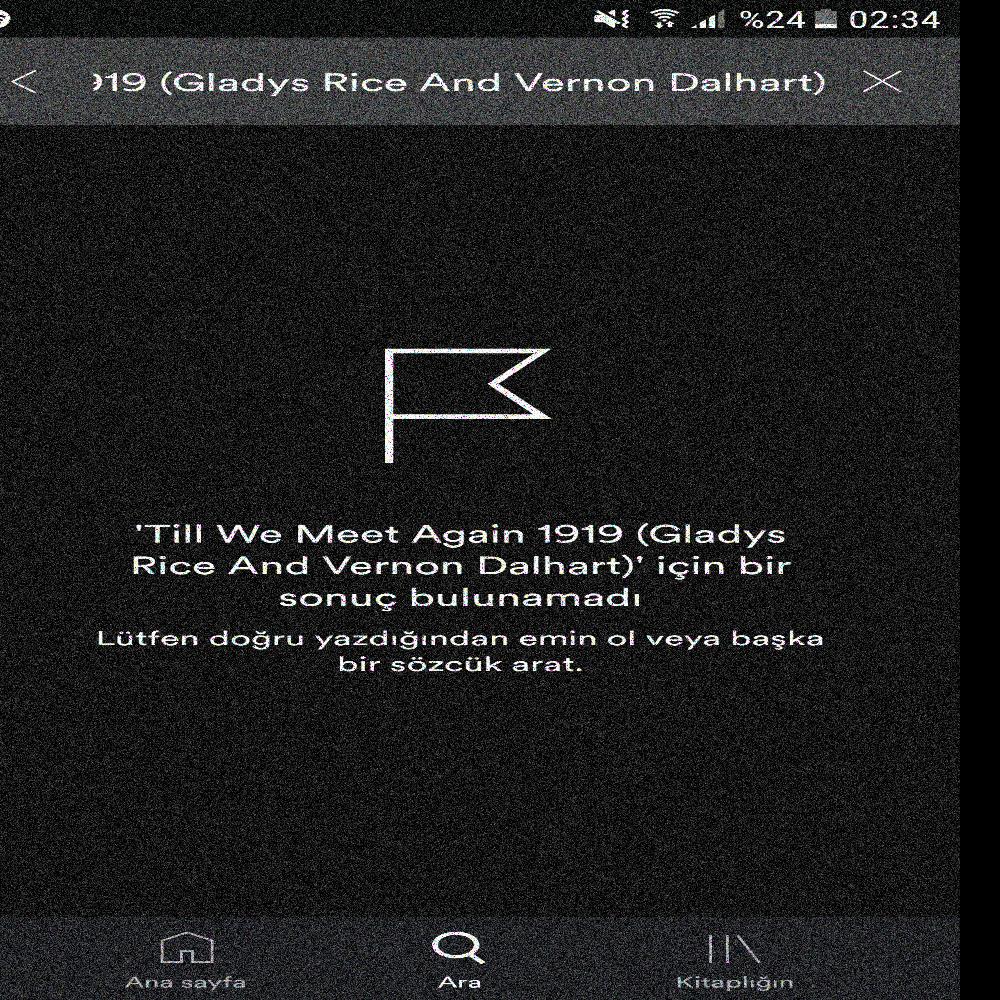 %24 02:34
919 (Gladys Rice And Vernon Dalhart)
'Till We Meet Again 1919 (Gladys
Rice And Vernon Dalhart)' için bir
sonuç bulunamadı
Lütfen doğru yazdığından emin ol veya başka
bir sözcük arat.
Ana sayfa
Ara
Kitaplığın